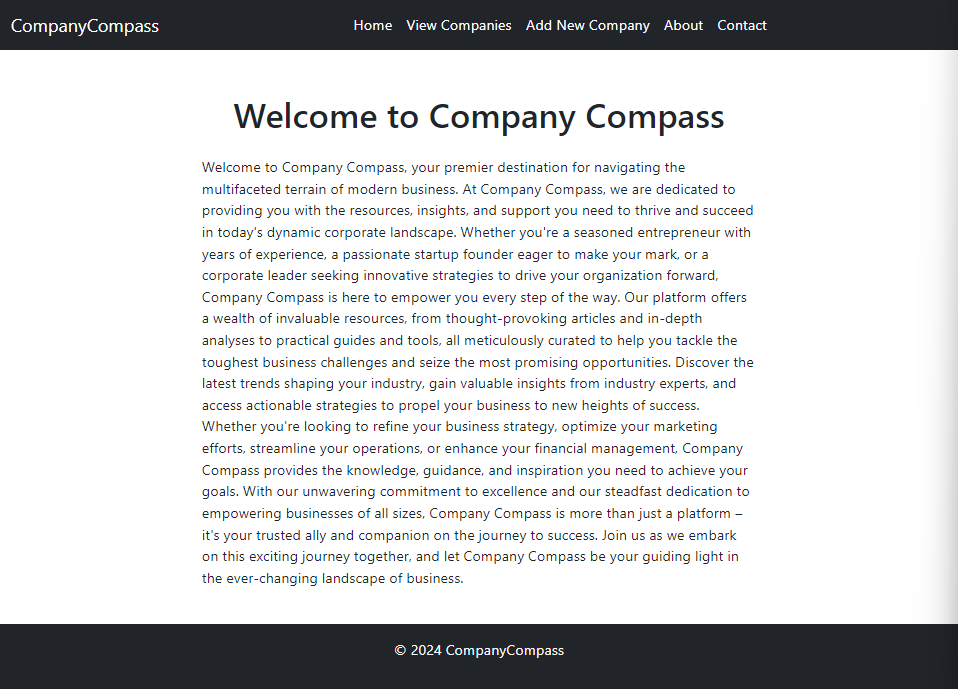 CompanyCompass
Home View Companies Add New Company About Contact
Welcome to Company Compass
Welcome to Company Compass, your premier destination for navigating the
multifaceted terrain of modern business. At Company Compass, we are dedicated to
providing you with the resources, insights, and support you need to thrive and succeed
in today's dynamic corporate landscape. Whether you're a seasoned entrepreneur with
years of experience, a passionate startup founder eager to make your mark, or a
corporate leader seeking innovative strategies to drive your organization forward,
Company Compass is here to empower you every step of the way. Our platform offers
a wealth of invaluable resources, from thought-provoking articles and in-depth
analyses to practical guides and tools, all meticulously curated to help you tackle the
toughest business challenges and seize the most promising opportunities. Discover the
latest trends shaping your industry, gain valuable insights from industry experts, and
access actionable strategies to propel your business to new heights of success.
Whether you're looking to refine your business strategy, optimize your marketing
efforts, streamline your operations, or enhance your financial management, Company
Compass provides the knowledge, guidance, and inspiration you need to achieve your
goals. With our unwavering commitment to excellence and our steadfast dedication to
empowering businesses of all sizes, Company Compass is more than just a platform –
it's your trusted ally and companion on the journey to success. Join us as we embark
on this exciting journey together, and let Company Compass be your guiding light in
the ever-changing landscape of business.
© 2024 CompanyCompass